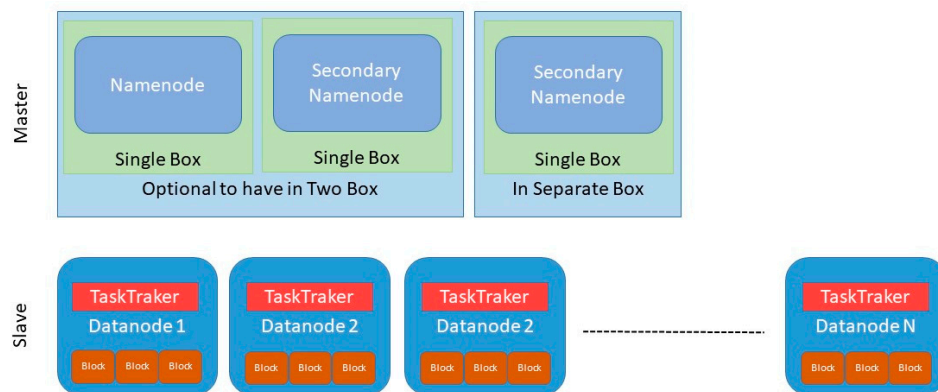 Master
Namenode
Secondary
Namenode
Secondary
Namenode
Single Box
Single Box
Single Box
Optional to have in Two Box
In Separate Box
Slave
TaskTraker
TaskTraker
TaskTraker
TaskTraker
Datanode 1
Datanode 2
Datanode 2
Datanode N
Block Block Block
Block Block Block
Block Block Block
Block Block Block